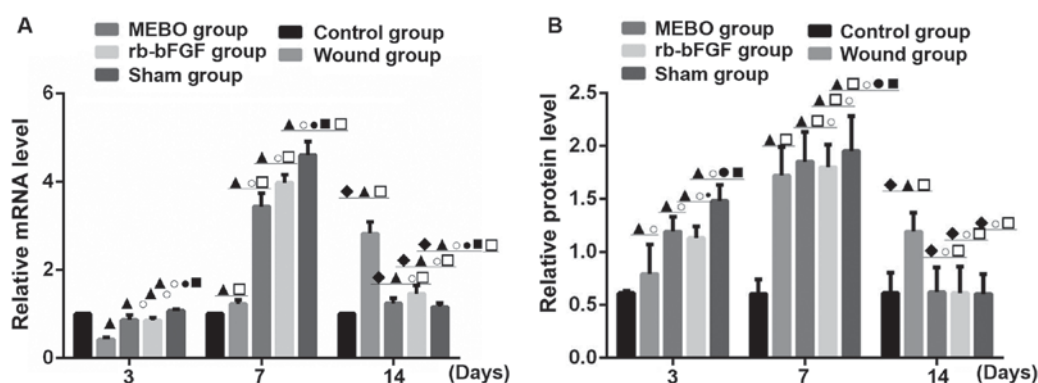 A
MEBO group
rb-bFGF group
Sham group
Control group
Wound group
Relative mRNA level
6
4
2
1
0
3
7
14
(Days)
B
MEBO group
rb-bFGF group
Sham group
Control group
Wound group
Relative protein level
2.5
2.0
1.5
1.0
0.5
0.0
3
7
14
(Days)